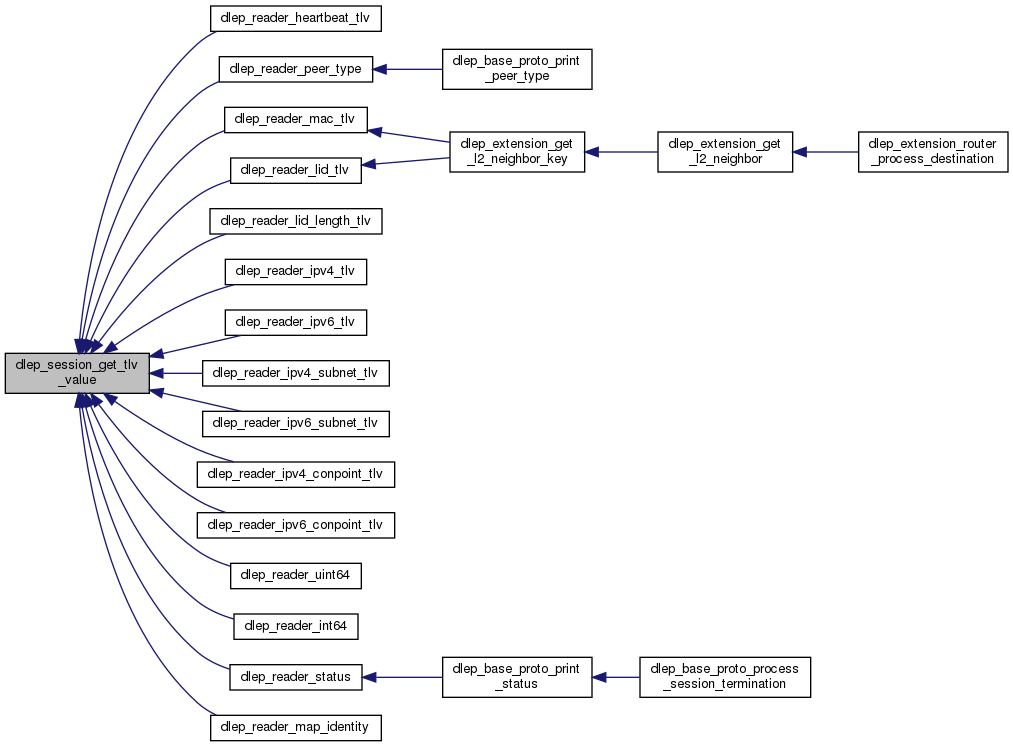 dlep_reader_heartbeat_tlv
dlep_reader_peer_type
dlep_base_proto_print
_peer_type
dlep_reader_mac_tlv
dlep_extension_get
_l2_neighbor_key
dlep_extension_get
_l2_neighbor
dlep_extension_router
_process_destination
dlep_reader_lid_tlv
dlep_reader_lid_length_tlv
dlep_reader_ipv4_tlv
dlep_reader_ipv6_tlv
dlep_session_get_tlv
_value
dlep_reader_ipv4_subnet_tlv
dlep_reader_ipv6_subnet_tlv
dlep_reader_ipv4_conpoint_tlv
dlep_reader_ipv6_conpoint_tlv
dlep_reader_uint64
dlep_reader_int64
dlep_reader_status
dlep_base_proto_print
_status
dlep_base_proto_process
_session_termination
dlep_reader_map_identity